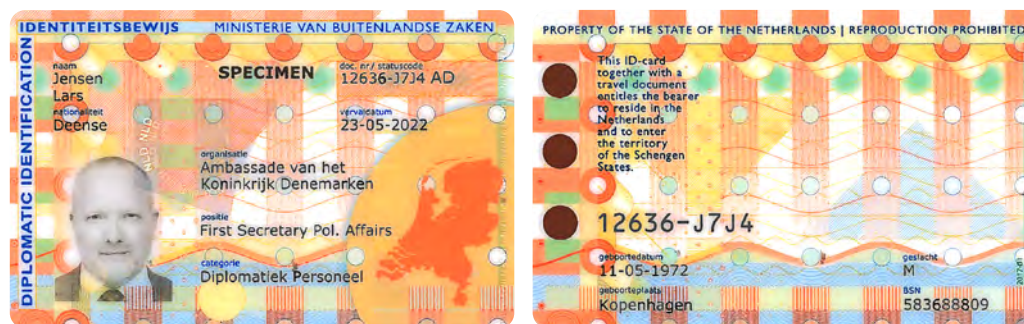 IDENTITEITSBEWIJS MINISTERIE VAN BUITENLANDSE ZAKEN
DIPLOMATIC IDENTIFICATION
naam
Jensen
Lars
SPECIMEN
doc. nr/ statuscode
12636-J7J4 AD
nationaliteit
Deense
vervaldatum
23-05-2022
NLD NLD
organisatie
Ambassade van het
Koninkrijk Denemarken
positie
First Secretary Pol. Affairs
categorie
Diplomatiek Personeel
PROPERTY OF THE STATE OF THE NETHERLANDS | REPRODUCTION PROHIBITED
This ID-card
together with a
travel document
entitles the bearer
to reside in the
Netherlands
and to enter
the territory
of the Schengen
States.
12636-J7J4
geboortedatum
11-05-1972
geslacht
M
geboorteplaats
Kopenhagen
BSN
583688809
2017-01